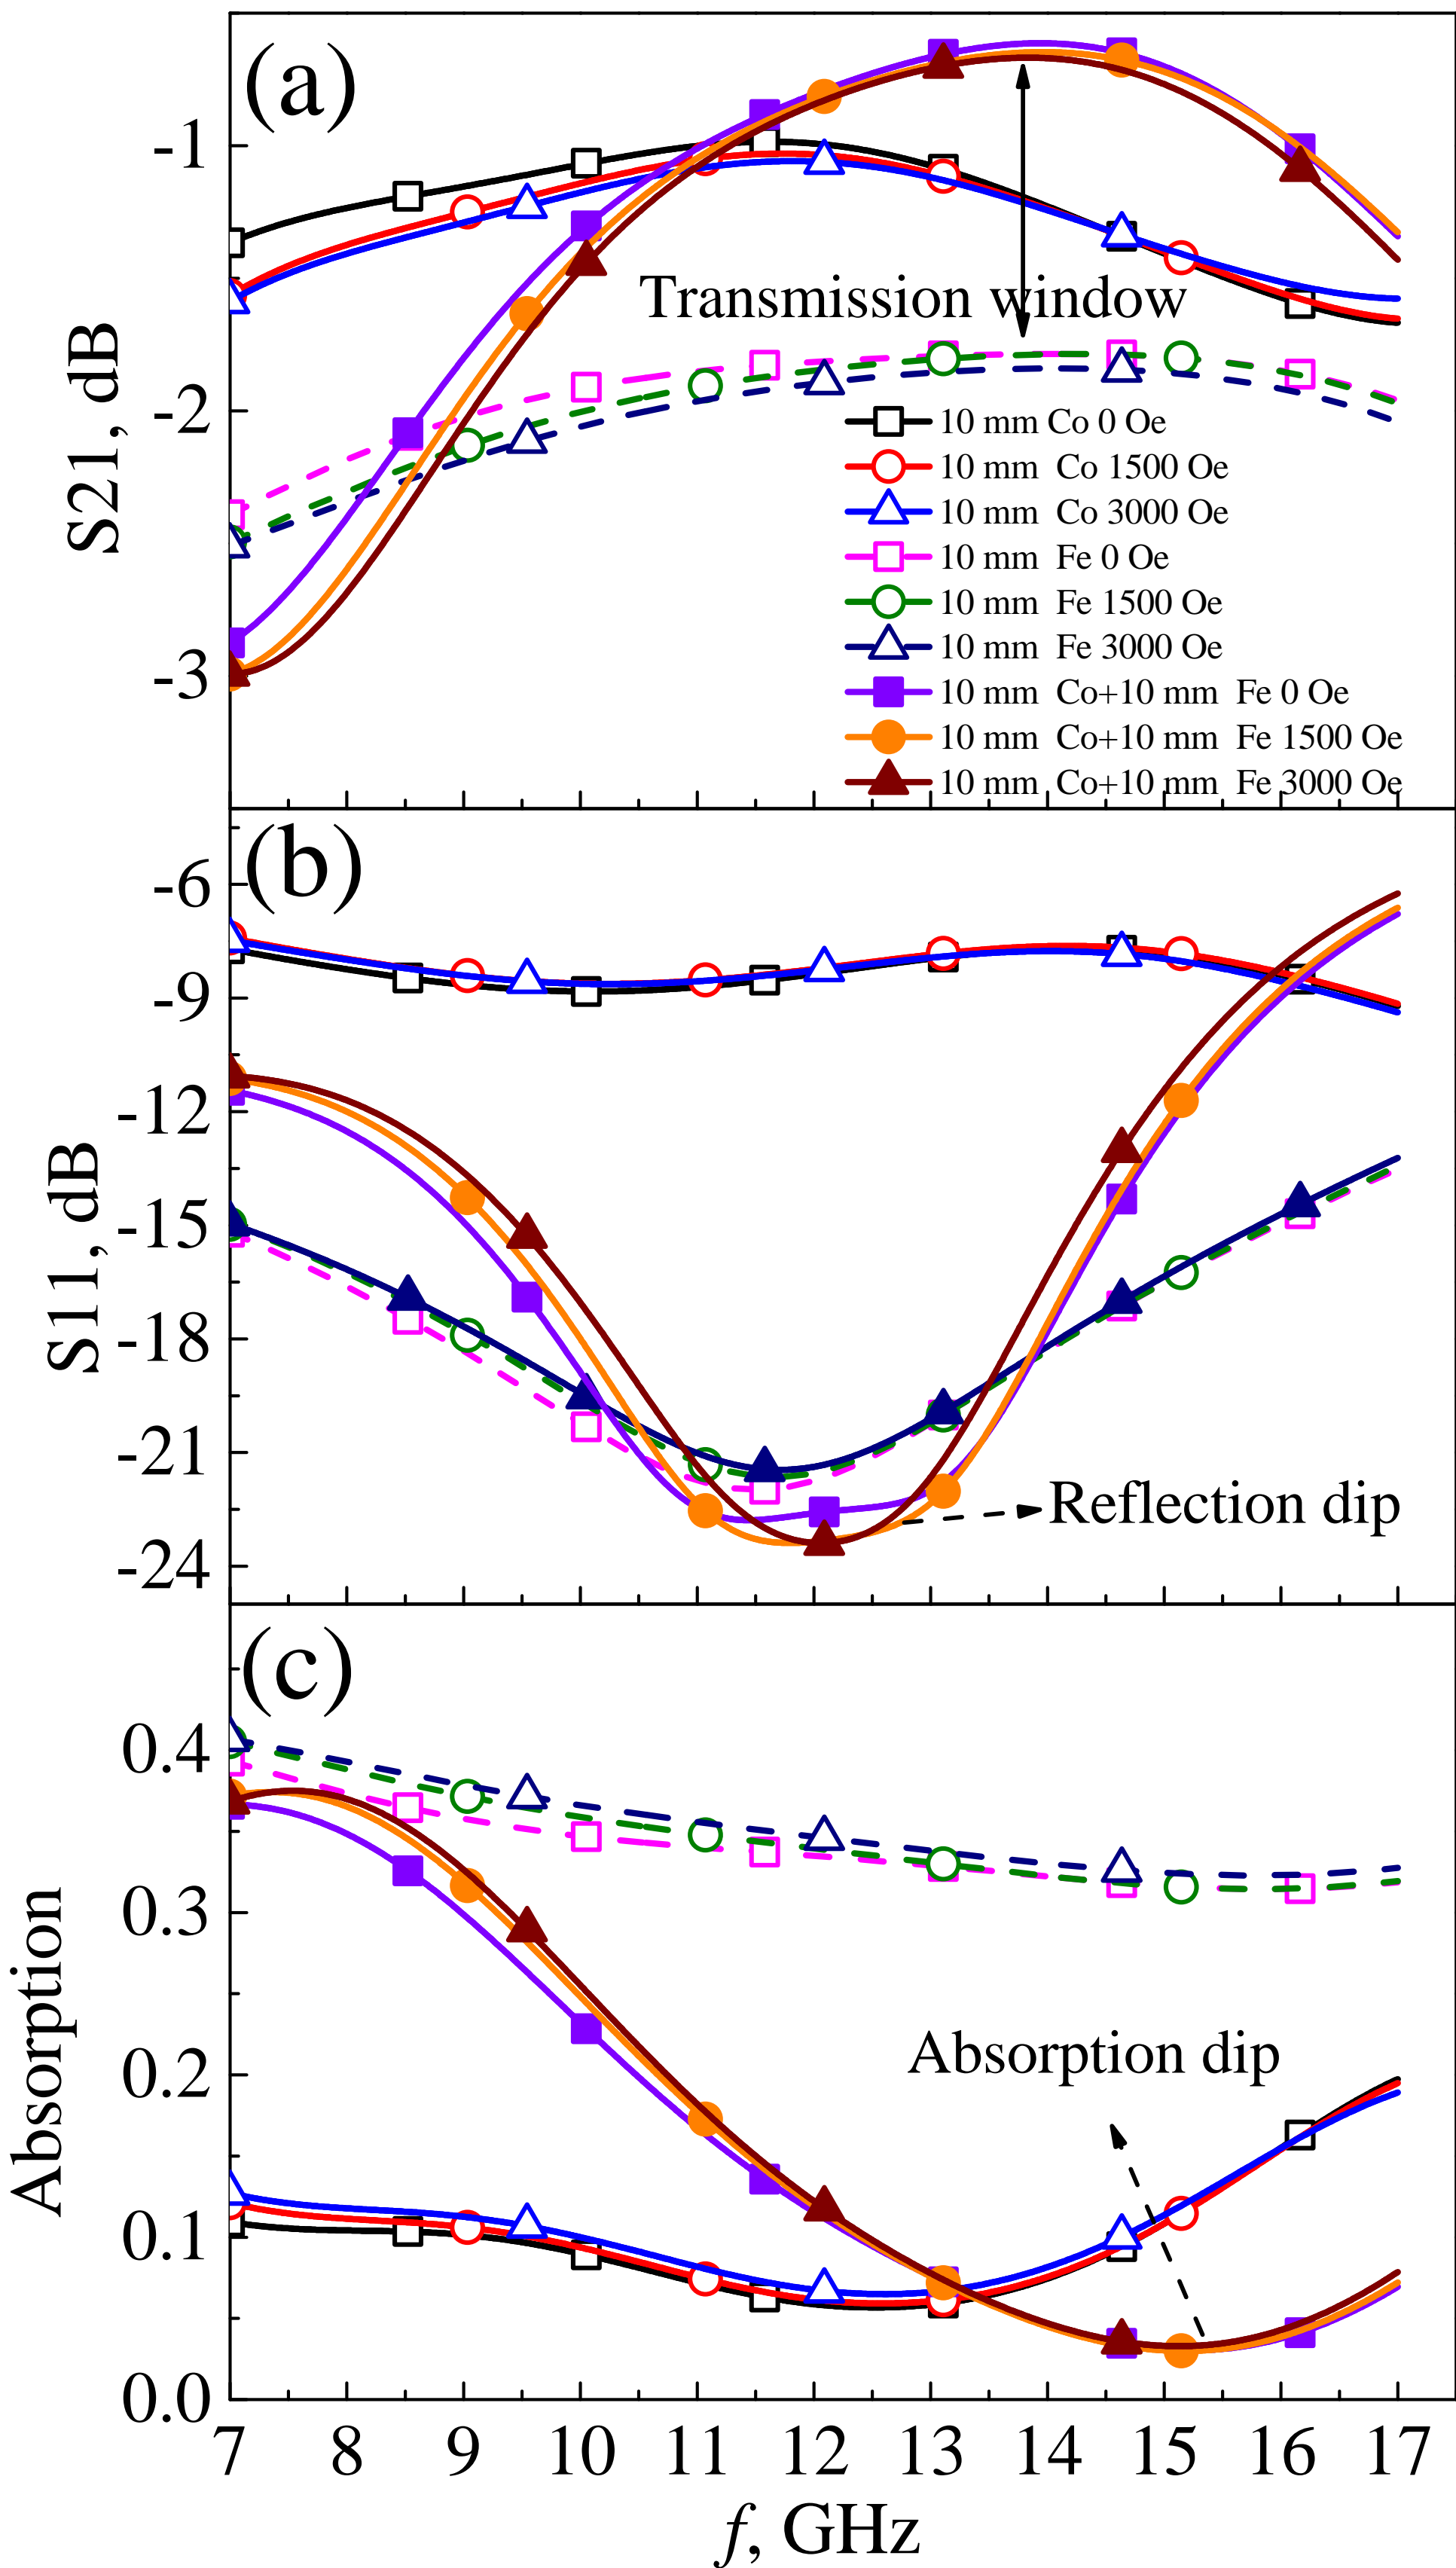 (a)
-1
-2
-3
S21, dB
Transmission window
10 mm Co 0 Oe
10 mm Co 1500 Oe
10 mm Co 3000 Oe
10 mm Fe 0 Oe
10 mm Fe 1500 Oe
10 mm Fe 3000 Oe
10 mm Co+10 mm Fe 0 Oe
10 mm Co+10 mm Fe 1500 Oe
10 mm Co+10 mm Fe 3000 Oe
(b)
-6
-9
-12
-15
-18
-21
-24
S11, dB
Reflection dip
(c)
0.4
0.3
0.2
0.1
0.0
Absorption
Absorption dip
7 8 9 10 11 12 13 14 15 16 17
f, GHz